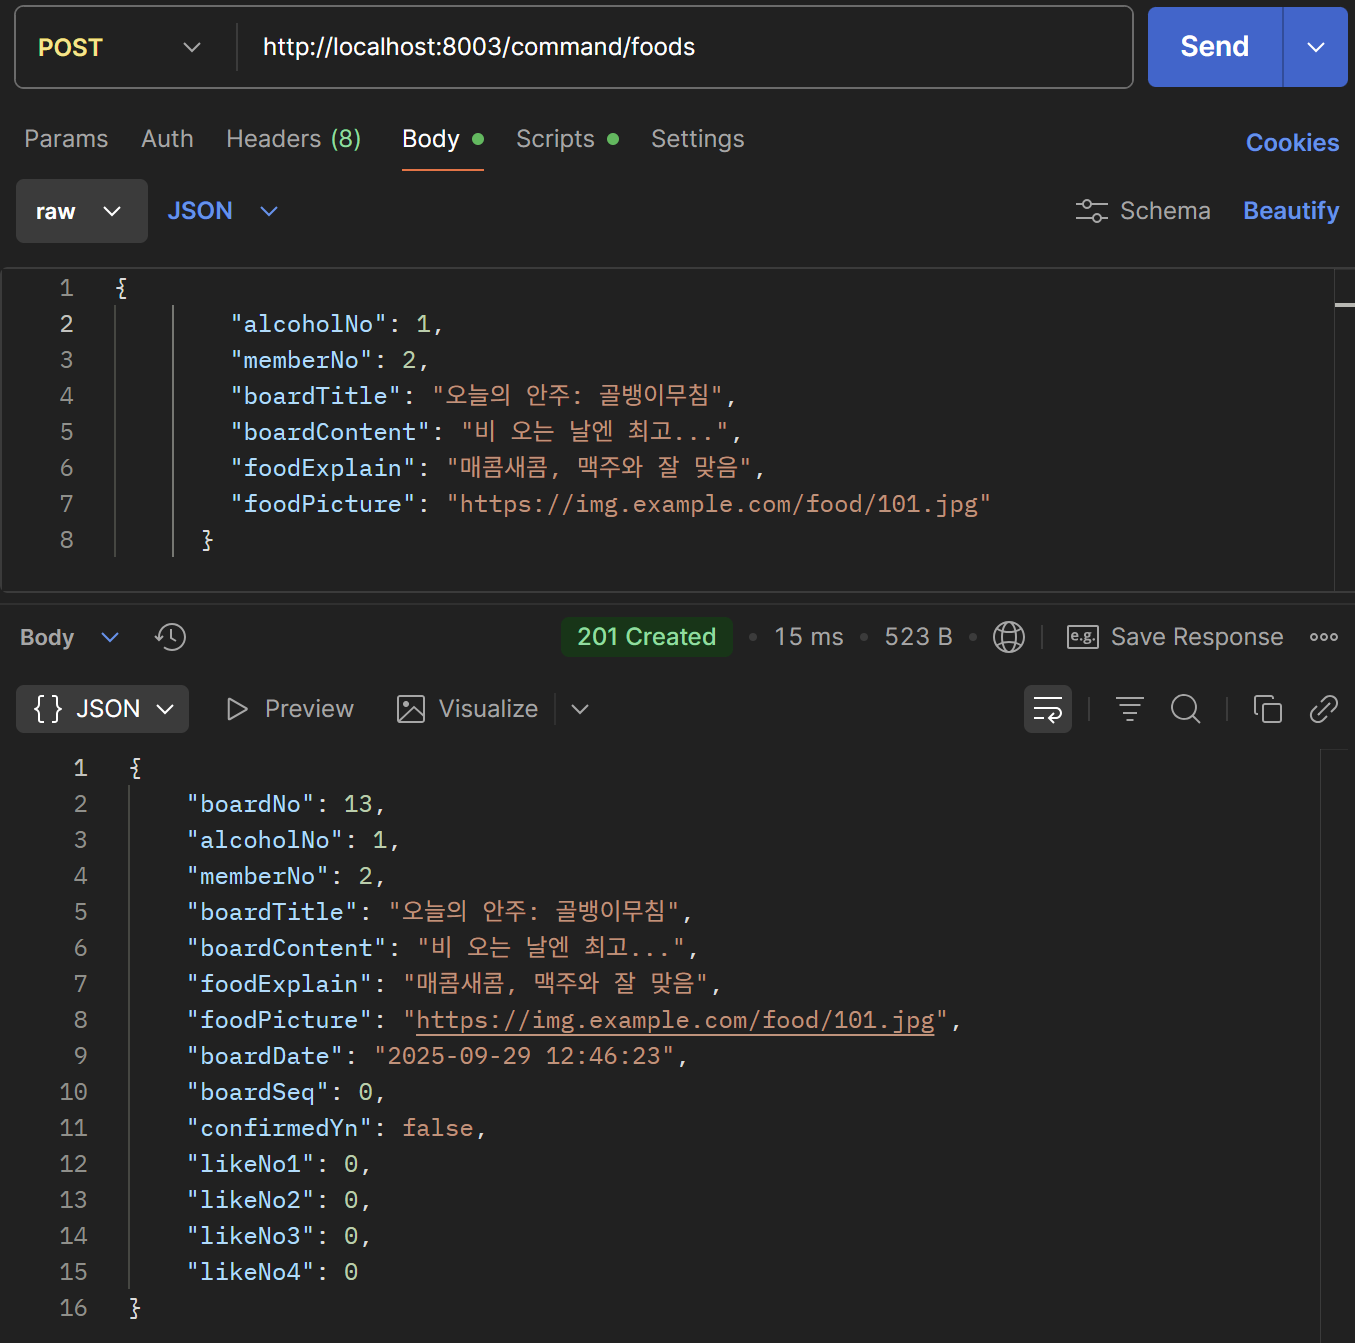 POST http://localhost:8003/command/foods Send
Params Auth Headers (8) Body Scripts Settings Cookies
raw JSON Schema Beautify
1 {
2 "alcoholNo": 1,
3 "memberNo": 2,
4 "boardTitle": "오늘의 안주: 골뱅이무침",
5 "boardContent": "비 오는 날엔 최고...",
6 "foodExplain": "매콤새콤, 맥주와 잘 맞음",
7 "foodPicture": "https://img.example.com/food/101.jpg"
8 }
Body 201 Created 15 ms 523 B e.g. Save Response
{} JSON Preview Visualize
1 {
2 "boardNo": 13,
3 "alcoholNo": 1,
4 "memberNo": 2,
5 "boardTitle": "오늘의 안주: 골뱅이무침",
6 "boardContent": "비 오는 날엔 최고...",
7 "foodExplain": "매콤새콤, 맥주와 잘 맞음",
8 "foodPicture": "https://img.example.com/food/101.jpg",
9 "boardDate": "2025-09-29 12:46:23",
10 "boardSeq": 0,
11 "confirmedYn": false,
12 "likeNo1": 0,
13 "likeNo2": 0,
14 "likeNo3": 0,
15 "likeNo4": 0
16 }